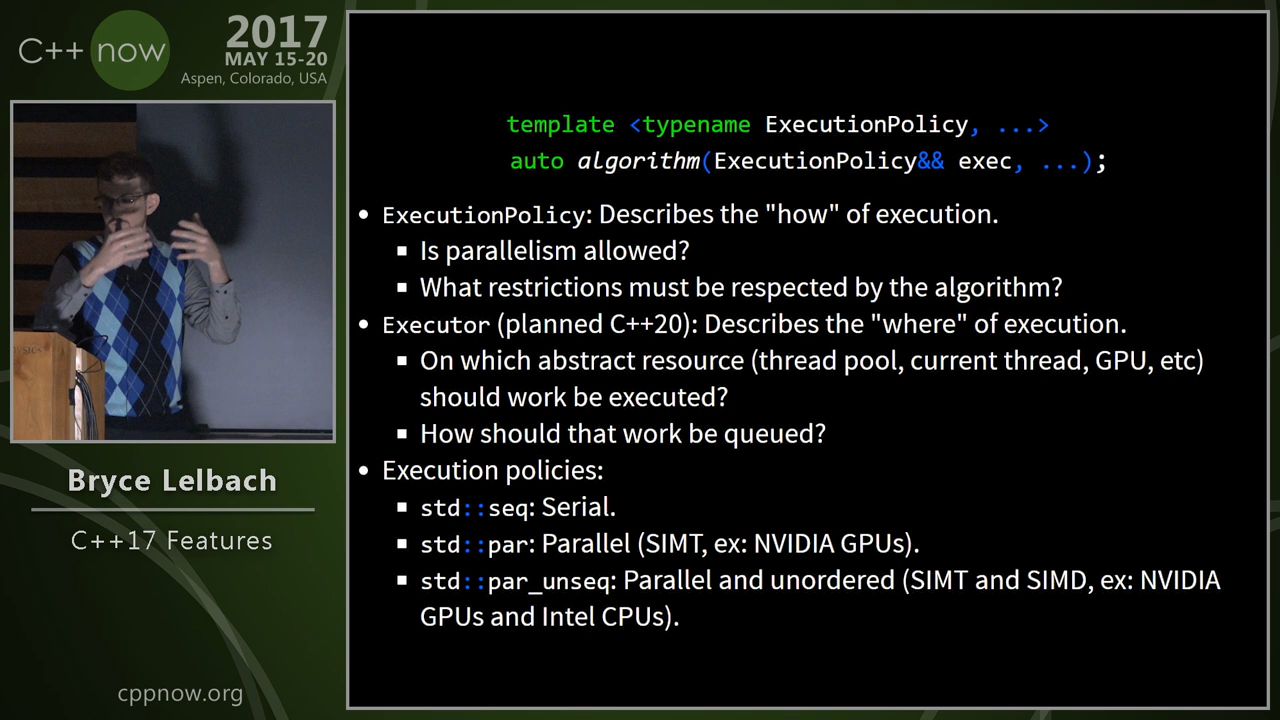 C++ now
2017
MAY 15-20
Aspen, Colorado, USA
Bryce Lelbach
C++17 Features
cppnow.org
template <typename ExecutionPolicy, ...>
auto algorithm(ExecutionPolicy&& exec, ...);
• ExecutionPolicy: Describes the "how" of execution.
▪ Is parallelism allowed?
▪ What restrictions must be respected by the algorithm?
• Executor (planned C++20): Describes the "where" of execution.
▪ On which abstract resource (thread pool, current thread, GPU, etc)
should work be executed?
▪ How should that work be queued?
• Execution policies:
▪ std::seq: Serial.
▪ std::par: Parallel (SIMT, ex: NVIDIA GPUs).
▪ std::par_unseq: Parallel and unordered (SIMT and SIMD, ex: NVIDIA
GPUs and Intel CPUs).